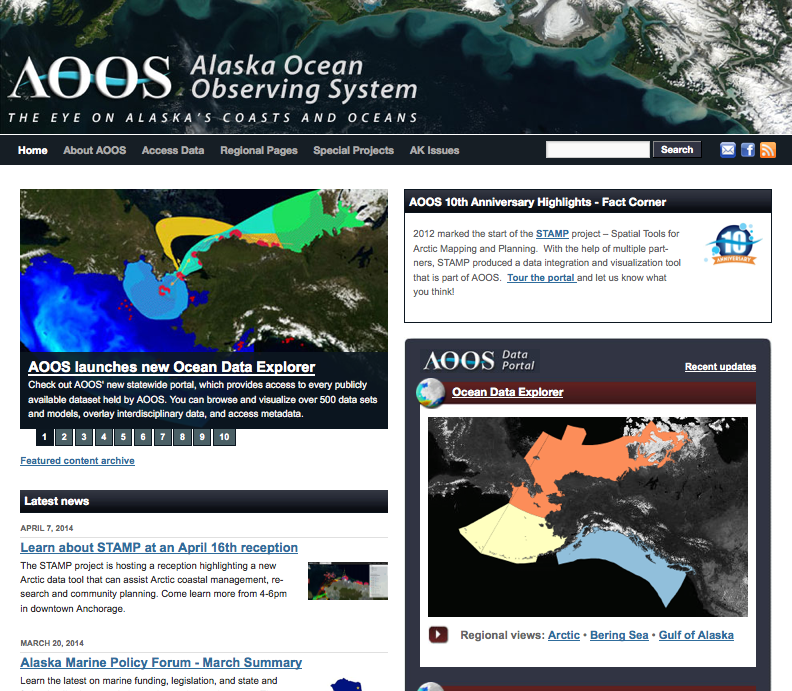 AOOS Alaska Ocean
Observing System
THE EYE ON ALASKA'S COASTS AND OCEANS
Home About AOOS Access Data Regional Pages Special Projects AK Issues Search
AOOS launches new Ocean Data Explorer
Check out AOOS' new statewide portal, which provides access to every publicly
available dataset held by AOOS. You can browse and visualize over 500 data sets
and models, overlay interdisciplinary data, and access metadata.
1 2 3 4 5 6 7 8 9 10
Featured content archive
Latest news
APRIL 7, 2014
Learn about STAMP at an April 16th reception
The STAMP project is hosting a reception highlighting a new
Arctic data tool that can assist Arctic coastal management, re-
search and community planning. Come learn more from 4-6pm
in downtown Anchorage.
MARCH 20, 2014
Alaska Marine Policy Forum - March Summary
Learn the latest on marine funding, legislation, and state and
AOOS 10th Anniversary Highlights - Fact Corner
2012 marked the start of the STAMP project – Spatial Tools for
Arctic Mapping and Planning. With the help of multiple part-
ners, STAMP produced a data integration and visualization tool
that is part of AOOS. Tour the portal and let us know what
you think!
10
ANNIVERSARY
AOOS Data
Portal
Recent updates
Ocean Data Explorer
Regional views: Arctic • Bering Sea • Gulf of Alaska